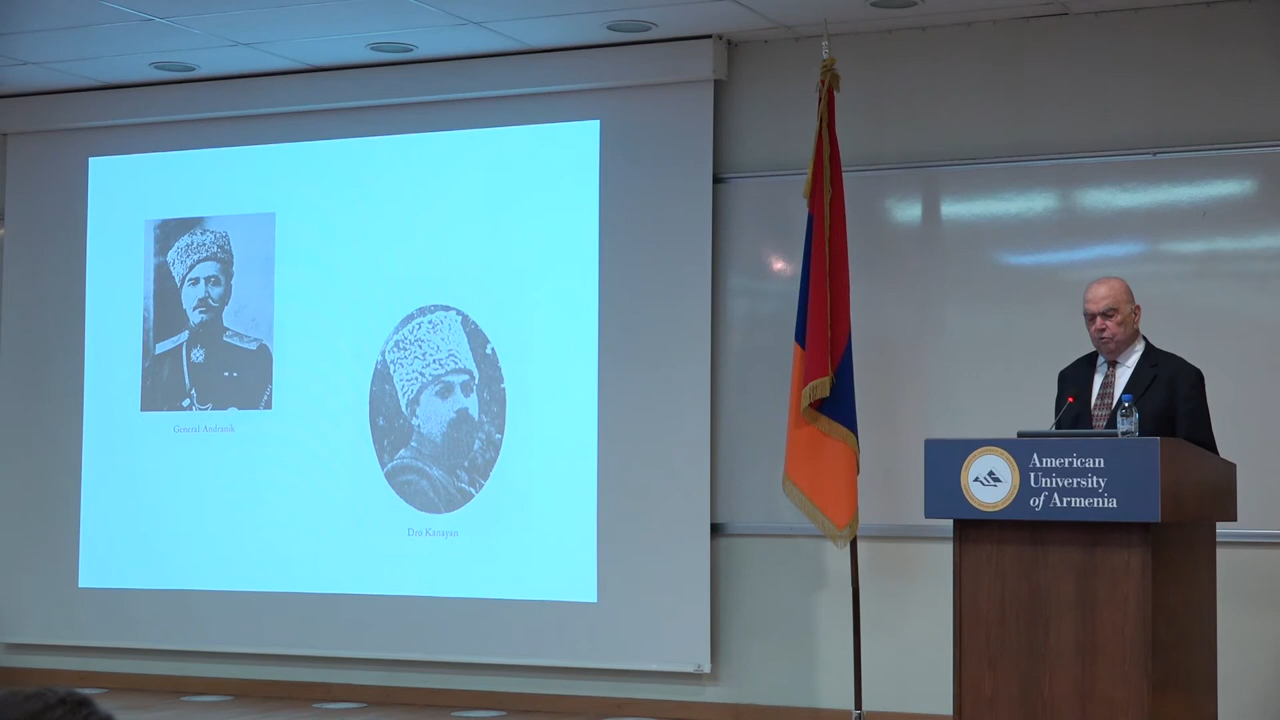 General Andranik
Dro Kanayan
American
University
of Armenia